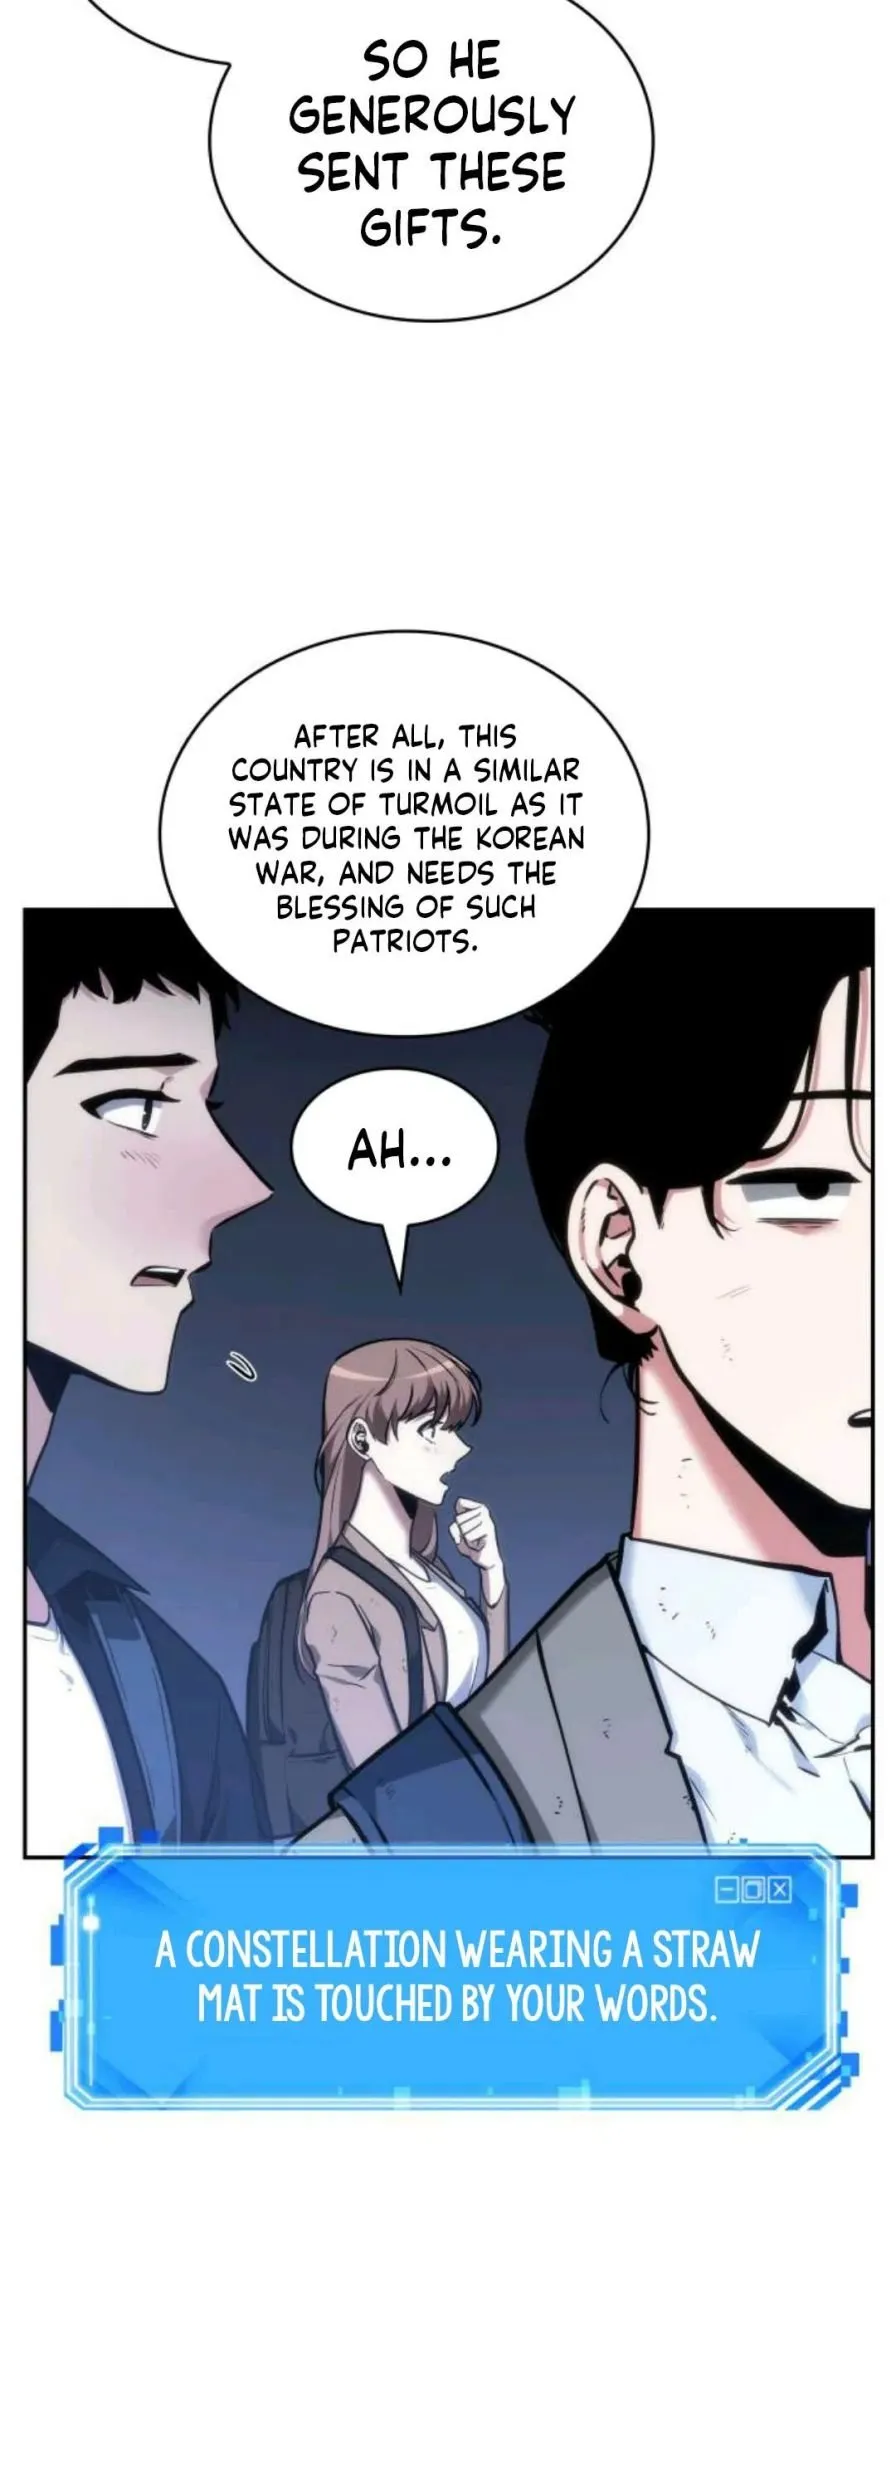 SO HE
GENEROUSLY
SENT THESE
GIFTS.
AFTER ALL, THIS
COUNTRY IS IN A SIMILAR
STATE OF TURMOIL AS IT
WAS DURING THE KOREAN
WAR, AND NEEDS THE
BLESSING OF SUCH
PATRIOTS.
AH...
A CONSTELLATION WEARING A STRAW
MAT IS TOUCHED BY YOUR WORDS.